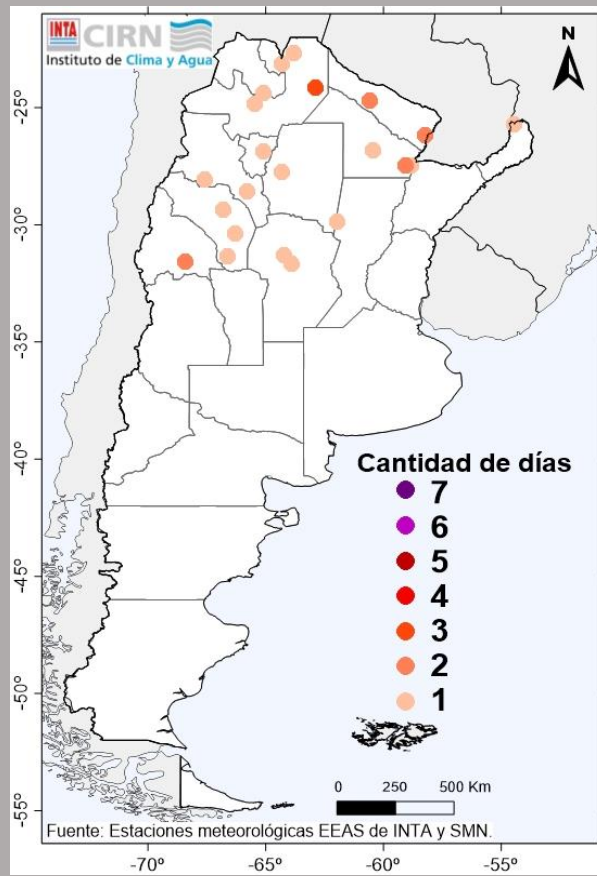 INTA CIRN
Instituto de Clima y Agua
N
-25°
-30°
-35°
-40°
-45°
-50°
-55°
Cantidad de días
7
6
5
4
3
2
1
0 250 500 Km
Fuente: Estaciones meteorológicas EEAS de INTA y SMN.
-70° -65° -60° -55°